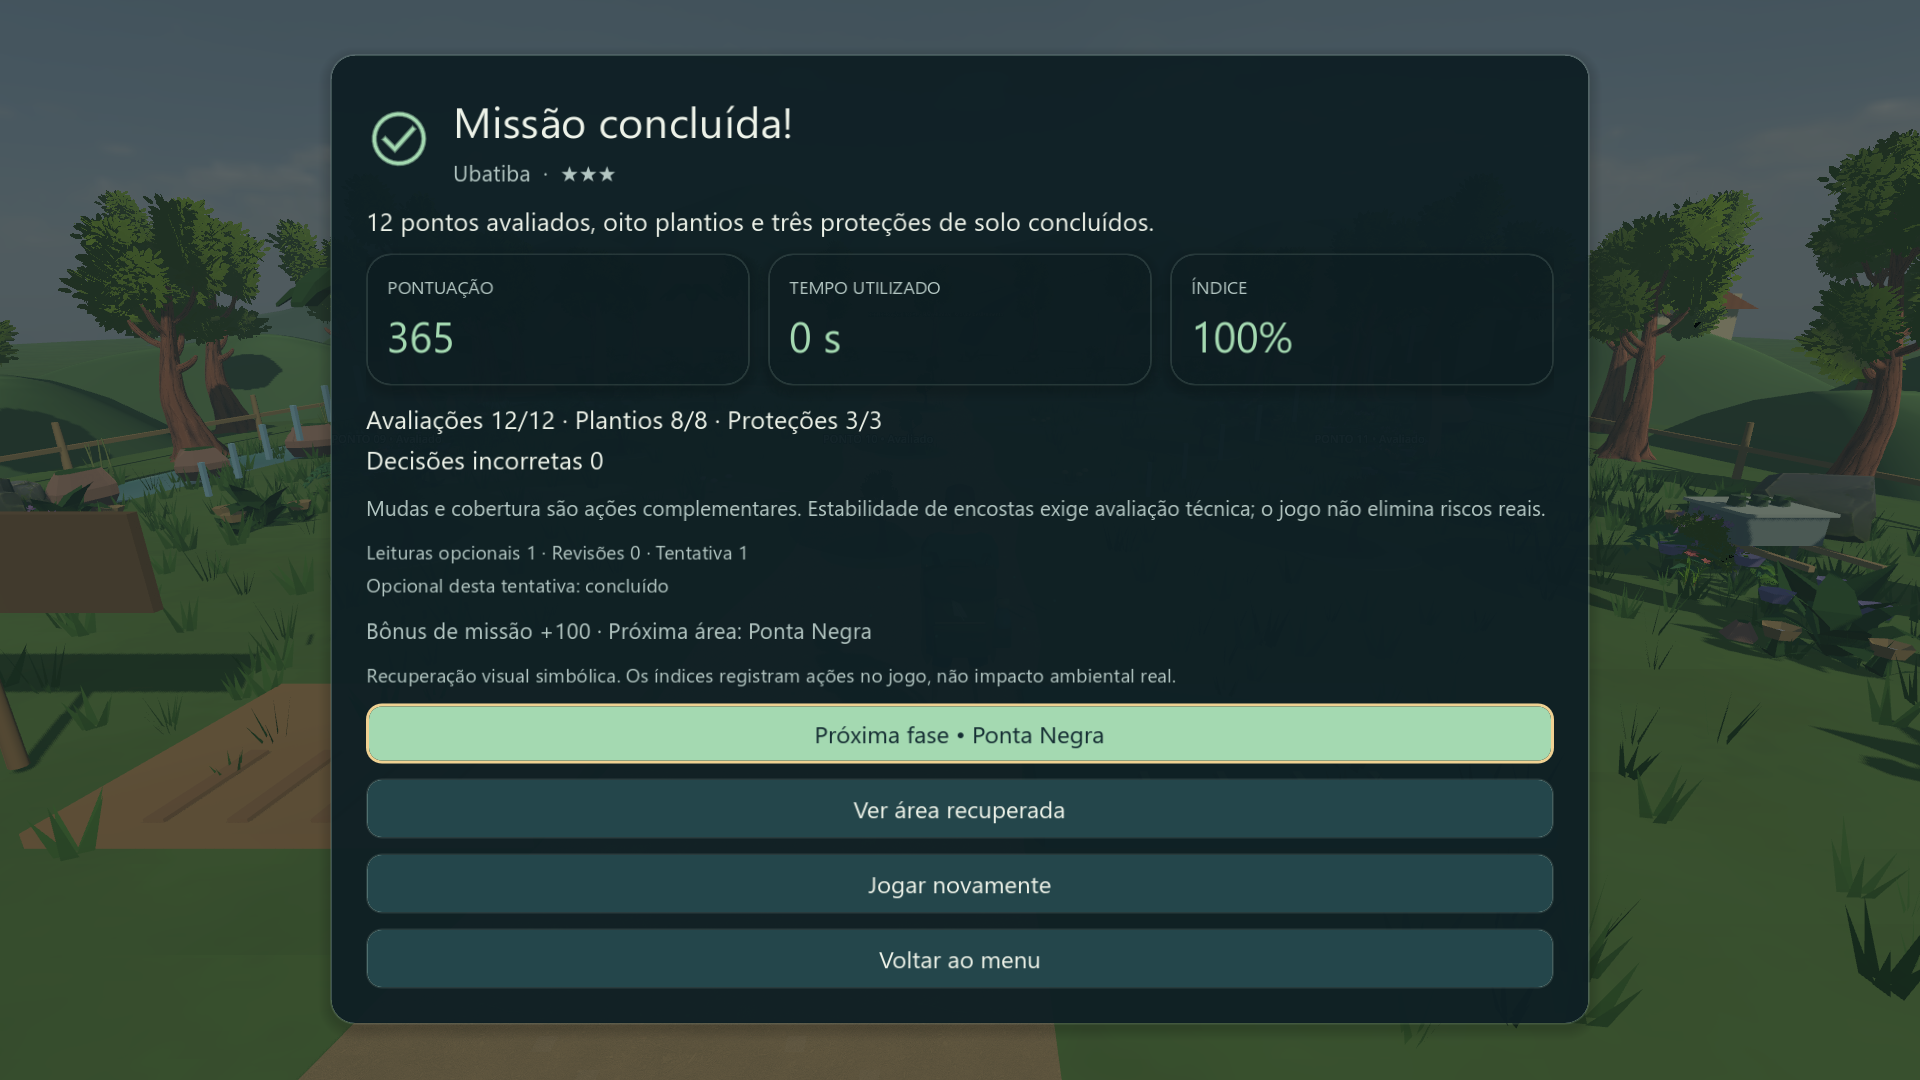 Missão concluída!
Ubatiba · ★★★
12 pontos avaliados, oito plantios e três proteções de solo concluídos.
PONTUAÇÃO
365
TEMPO UTILIZADO
0 s
ÍNDICE
100%
Avaliações 12/12 · Plantios 8/8 · Proteções 3/3
Decisões incorretas 0
Mudas e cobertura são ações complementares. Estabilidade de encostas exige avaliação técnica; o jogo não elimina riscos reais.
Leituras opcionais 1 · Revisões 0 · Tentativa 1
Opcional desta tentativa: concluído
Bônus de missão +100 · Próxima área: Ponta Negra
Recuperação visual simbólica. Os índices registram ações no jogo, não impacto ambiental real.
Próxima fase • Ponta Negra
Ver área recuperada
Jogar novamente
Voltar ao menu